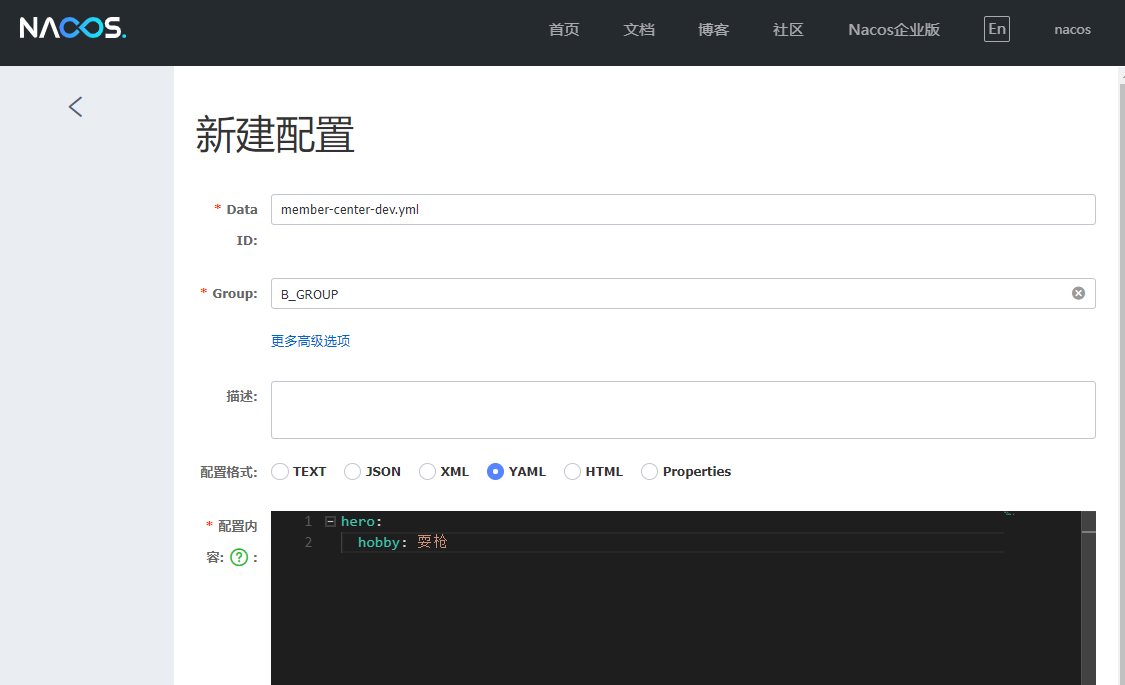 NACOS. 首页 文档 博客 社区 Nacos企业版 En nacos
新建配置
* Data ID: member-center-dev.yml
* Group: B_GROUP
更多高级选项
描述:
配置格式: TEXT JSON XML YAML HTML Properties
* 配置内容: ? :
1 hero:
2 hobby: 耍枪